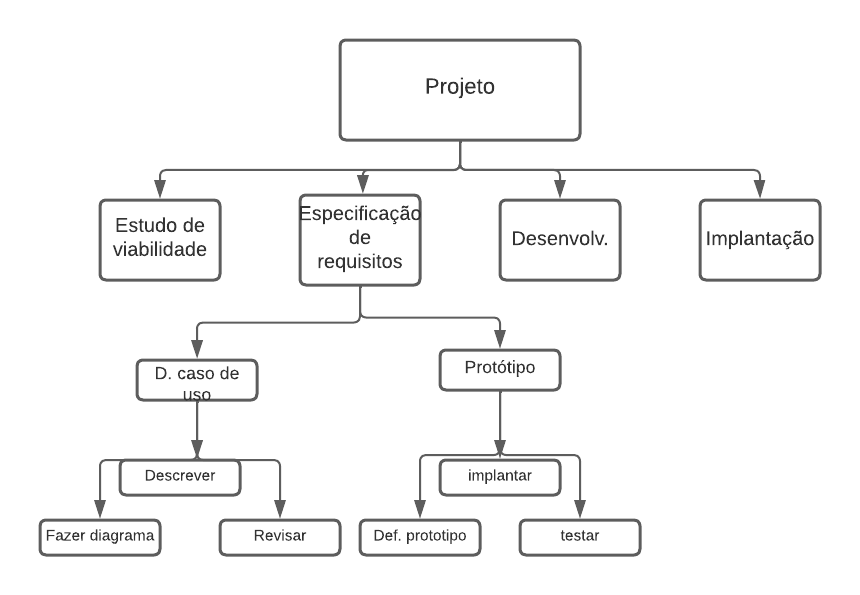 Projeto
Estudo de
viabilidade
Especificação
de
requisitos
Desenvolv.
Implantação
D. caso de
uso
Protótipo
Descrever
implantar
Fazer diagrama
Revisar
Def. prototipo
testar